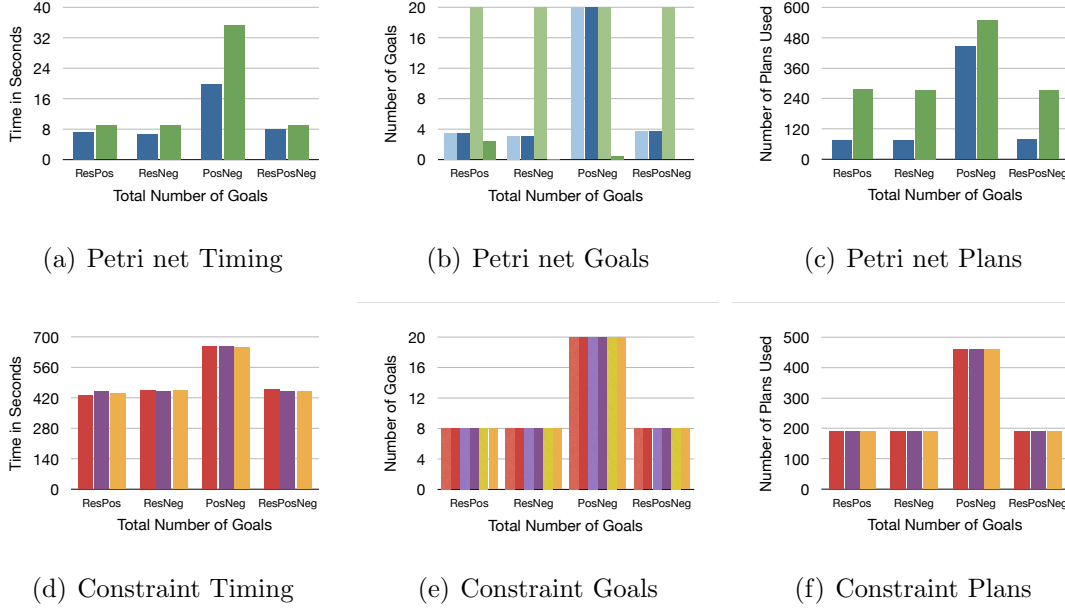 Time in Seconds
40
32
24
16
8
0
ResPos ResNeg PosNeg ResPosNeg
Total Number of Goals
(a) Petri net Timing
Number of Goals
20
16
12
8
4
0
ResPos ResNeg PosNeg ResPosNeg
Total Number of Goals
(b) Petri net Goals
Number of Plans Used
600
480
360
240
120
0
ResPos ResNeg PosNeg ResPosNeg
Total Number of Goals
(c) Petri net Plans
Time in Seconds
700
560
420
280
140
0
ResPos ResNeg PosNeg ResPosNeg
Total Number of Goals
(d) Constraint Timing
Number of Goals
20
16
12
8
4
0
ResPos ResNeg PosNeg ResPosNeg
Total Number of Goals
(e) Constraint Goals
Number of Plans Used
500
400
300
200
100
0
ResPos ResNeg PosNeg ResPosNeg
Total Number of Goals
(f) Constraint Plans